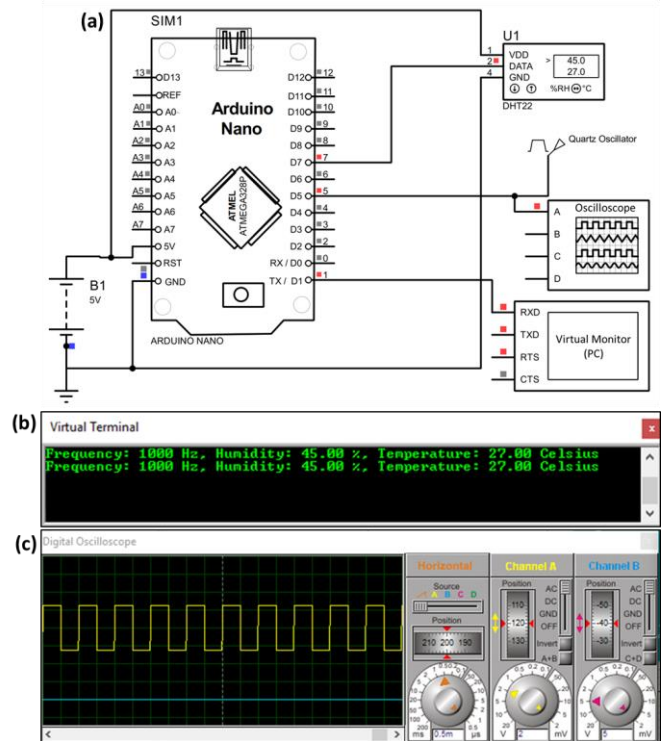 (a)
SIM1
13
D13
REF
A0
A0
A1
A1
A2
A2
A3
A3
A4
A4
A5
A5
A6
A6
A7
A7
5V
RST
GND
Arduino
Nano
ATMEL
ATMEGA328P
D12
12
D11
11
D10
10
D9
9
D8
8
D7
7
D6
6
D5
5
D4
4
D3
3
D2
2
RX / D0
0
TX / D1
1
ARDUINO NANO
B1
5V
U1
1
VDD
2
DATA
4
GND
>
45.0
27.0
%RH
°C
DHT22
Quartz Oscillator
Oscilloscope
A
B
C
D
RXD
TXD
RTS
CTS
Virtual Monitor
(PC)
(b)
Virtual Terminal
x
Frequency: 1000 Hz, Humidity: 45.00 %, Temperature: 27.00 Celsius
Frequency: 1000 Hz, Humidity: 45.00 %, Temperature: 27.00 Celsius
(c)
Digital Oscilloscope
Horizontal
Source
A B C D
Position
210 200 190
ms
0.5m
µs
Channel A
Position
110
120
130
AC
DC
GND
OFF
Invert
A+B
V
2
mV
Channel B
Position
-50
-40
-30
AC
DC
GND
OFF
Invert
C+D
V
5
mV